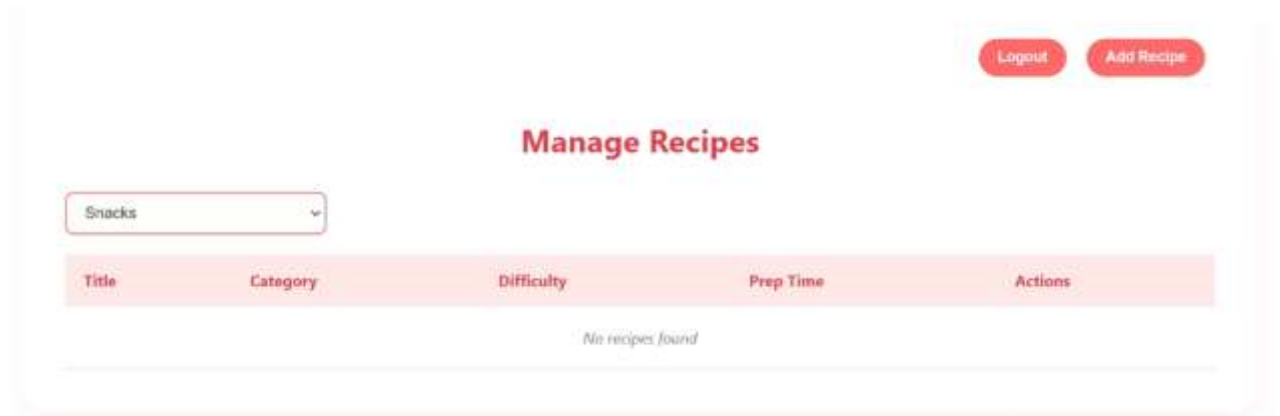 Logout Add Recipe
Manage Recipes
Snacks
Title Category Difficulty Prep Time Actions
No recipes found